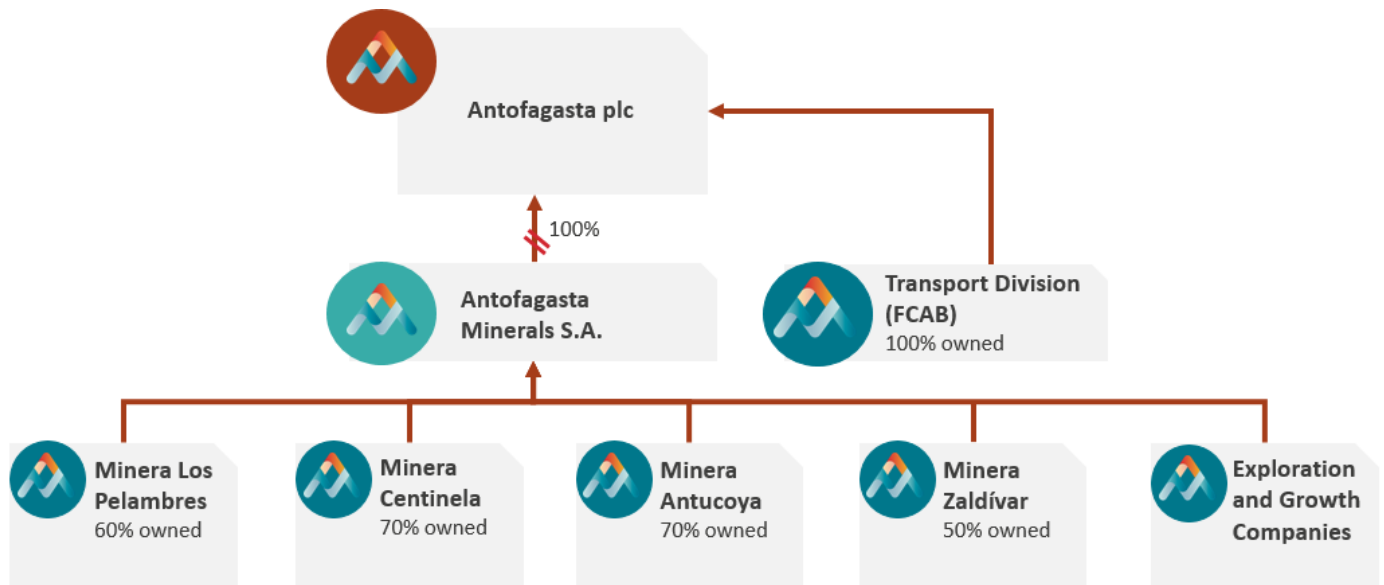 Antofagasta plc
100%
Antofagasta
Minerals S.A.
Transport Division
(FCAB)
100% owned
Minera Los
Pelambres
60% owned
Minera
Centinela
70% owned
Minera
Antucoya
70% owned
Minera
Zaldívar
50% owned
Exploration
and Growth
Companies